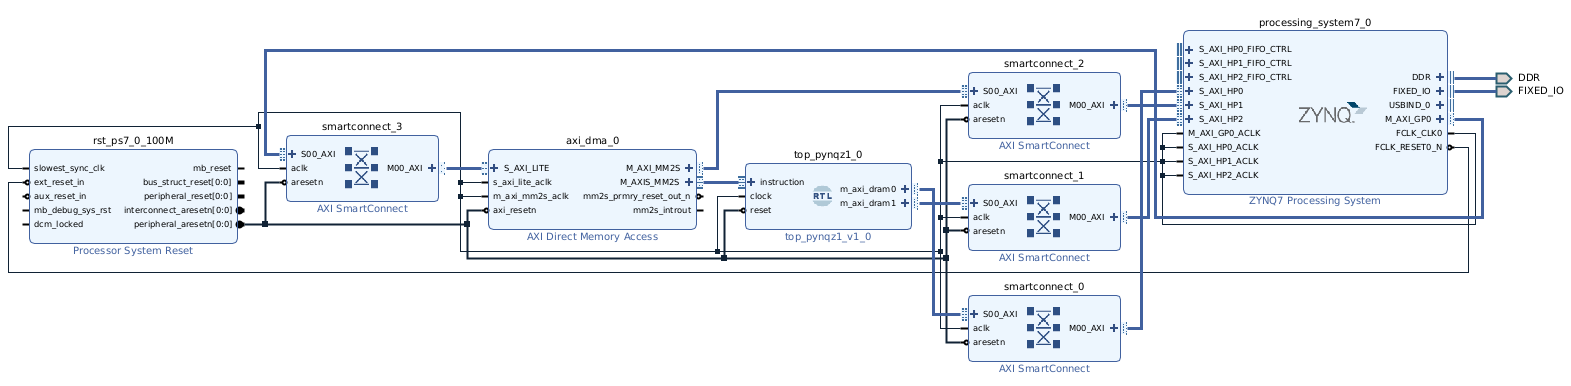 rst_ps7_0_100M
slowest_sync_clk
ext_reset_in
aux_reset_in
mb_debug_sys_rst
dcm_locked
mb_reset
bus_struct_reset[0:0]
peripheral_reset[0:0]
interconnect_aresetn[0:0]
peripheral_aresetn[0:0]
Processor System Reset
smartconnect_3
S00_AXI
aclk
aresetn
M00_AXI
AXI SmartConnect
axi_dma_0
S_AXI_LITE
s_axi_lite_aclk
m_axi_mm2s_aclk
axi_resetn
M_AXI_MM2S
M_AXIS_MM2S
mm2s_prmry_reset_out_n
mm2s_introut
AXI Direct Memory Access
top_pynqz1_0
instruction
clock
reset
RTL
m_axi_dram0
m_axi_dram1
top_pynqz1_v1_0
smartconnect_2
S00_AXI
aclk
aresetn
M00_AXI
AXI SmartConnect
smartconnect_1
S00_AXI
aclk
aresetn
M00_AXI
AXI SmartConnect
smartconnect_0
S00_AXI
aclk
aresetn
M00_AXI
AXI SmartConnect
processing_system7_0
S_AXI_HP0_FIFO_CTRL
S_AXI_HP1_FIFO_CTRL
S_AXI_HP2_FIFO_CTRL
S_AXI_HP0
S_AXI_HP1
S_AXI_HP2
M_AXI_GP0_ACLK
S_AXI_HP0_ACLK
S_AXI_HP1_ACLK
S_AXI_HP2_ACLK
ZYNQ
DDR
FIXED_IO
USBIND_0
M_AXI_GP0
FCLK_CLK0
FCLK_RESET0_N
ZYNQ7 Processing System
DDR
FIXED_IO